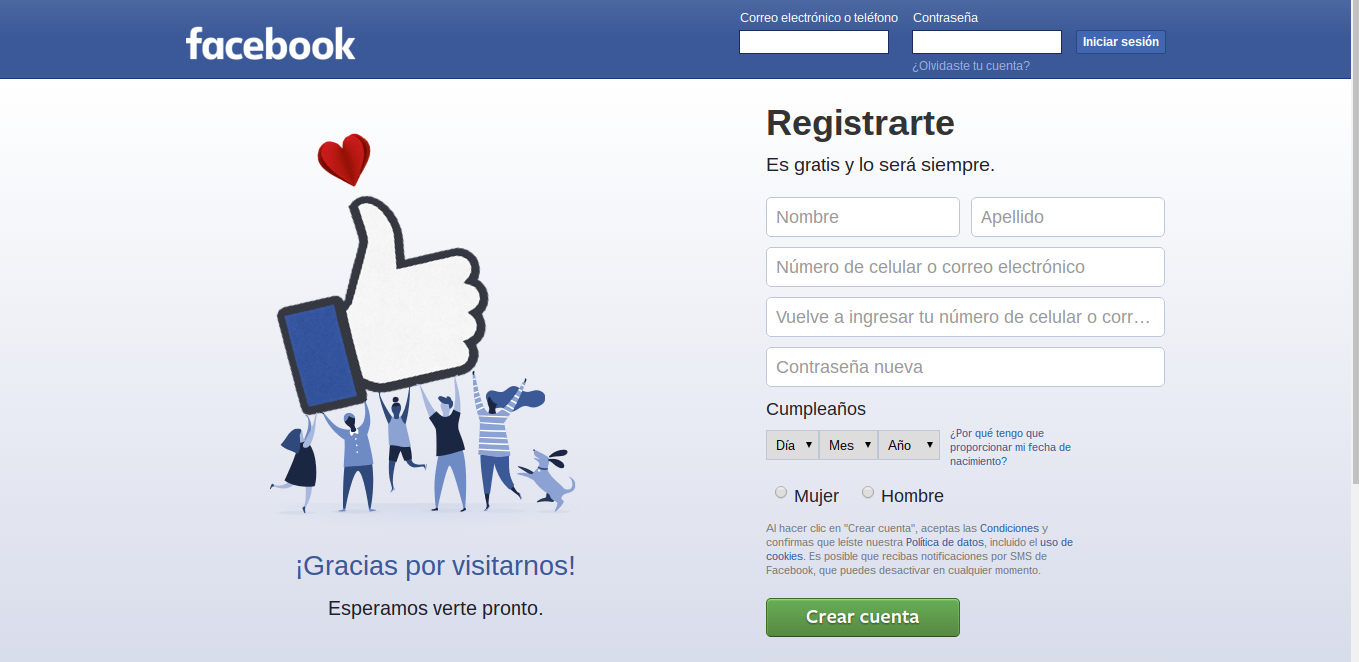 facebook
Correo electrónico o teléfono
Contraseña
Iniciar sesión
¿Olvidaste tu cuenta?
Registrarte
Es gratis y lo será siempre.
Nombre
Apellido
Número de celular o correo electrónico
Vuelve a ingresar tu número de celular o corr…
Contraseña nueva
Cumpleaños
Día
Mes
Año
¿Por qué tengo que
proporcionar mi fecha de
nacimiento?
Mujer
Hombre
Al hacer clic en "Crear cuenta", aceptas las Condiciones y
confirmas que leíste nuestra Política de datos, incluido el uso de
cookies. Es posible que recibas notificaciones por SMS de
Facebook, que puedes desactivar en cualquier momento.
Crear cuenta
¡Gracias por visitarnos!
Esperamos verte pronto.